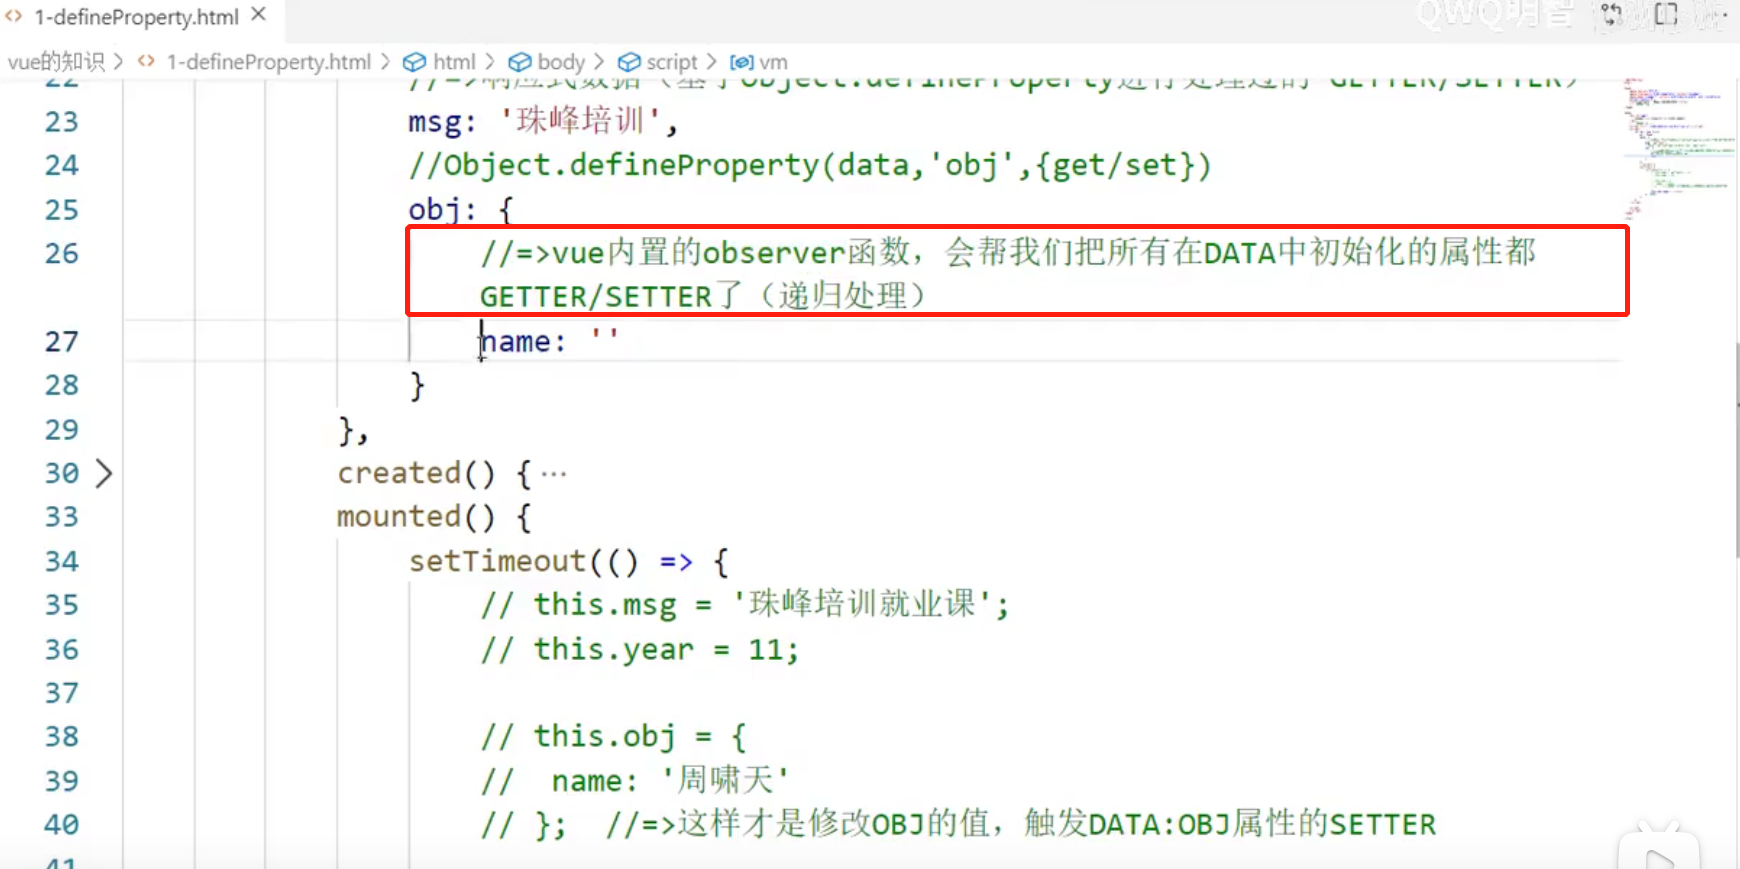 1-defineProperty.html
QWQ明智
vue的知识 > 1-defineProperty.html > html > body > script > vm
22 //=>响应式数据（基于Object.defineProperty进行处理过的 GETTER/SETTER）
23 msg: '珠峰培训',
24 //Object.defineProperty(data,'obj',{get/set})
25 obj: {
26 //=>vue内置的observer函数，会帮我们把所有在DATA中初始化的属性都
GETTER/SETTER了（递归处理）
27 name: ''
28 }
29 },
30 created() { ···
33 mounted() {
34 setTimeout(() => {
35 // this.msg = '珠峰培训就业课';
36 // this.year = 11;
37
38 // this.obj = {
39 // name: '周啸天'
40 // }; //=>这样才是修改OBJ的值，触发DATA:OBJ属性的SETTER
41